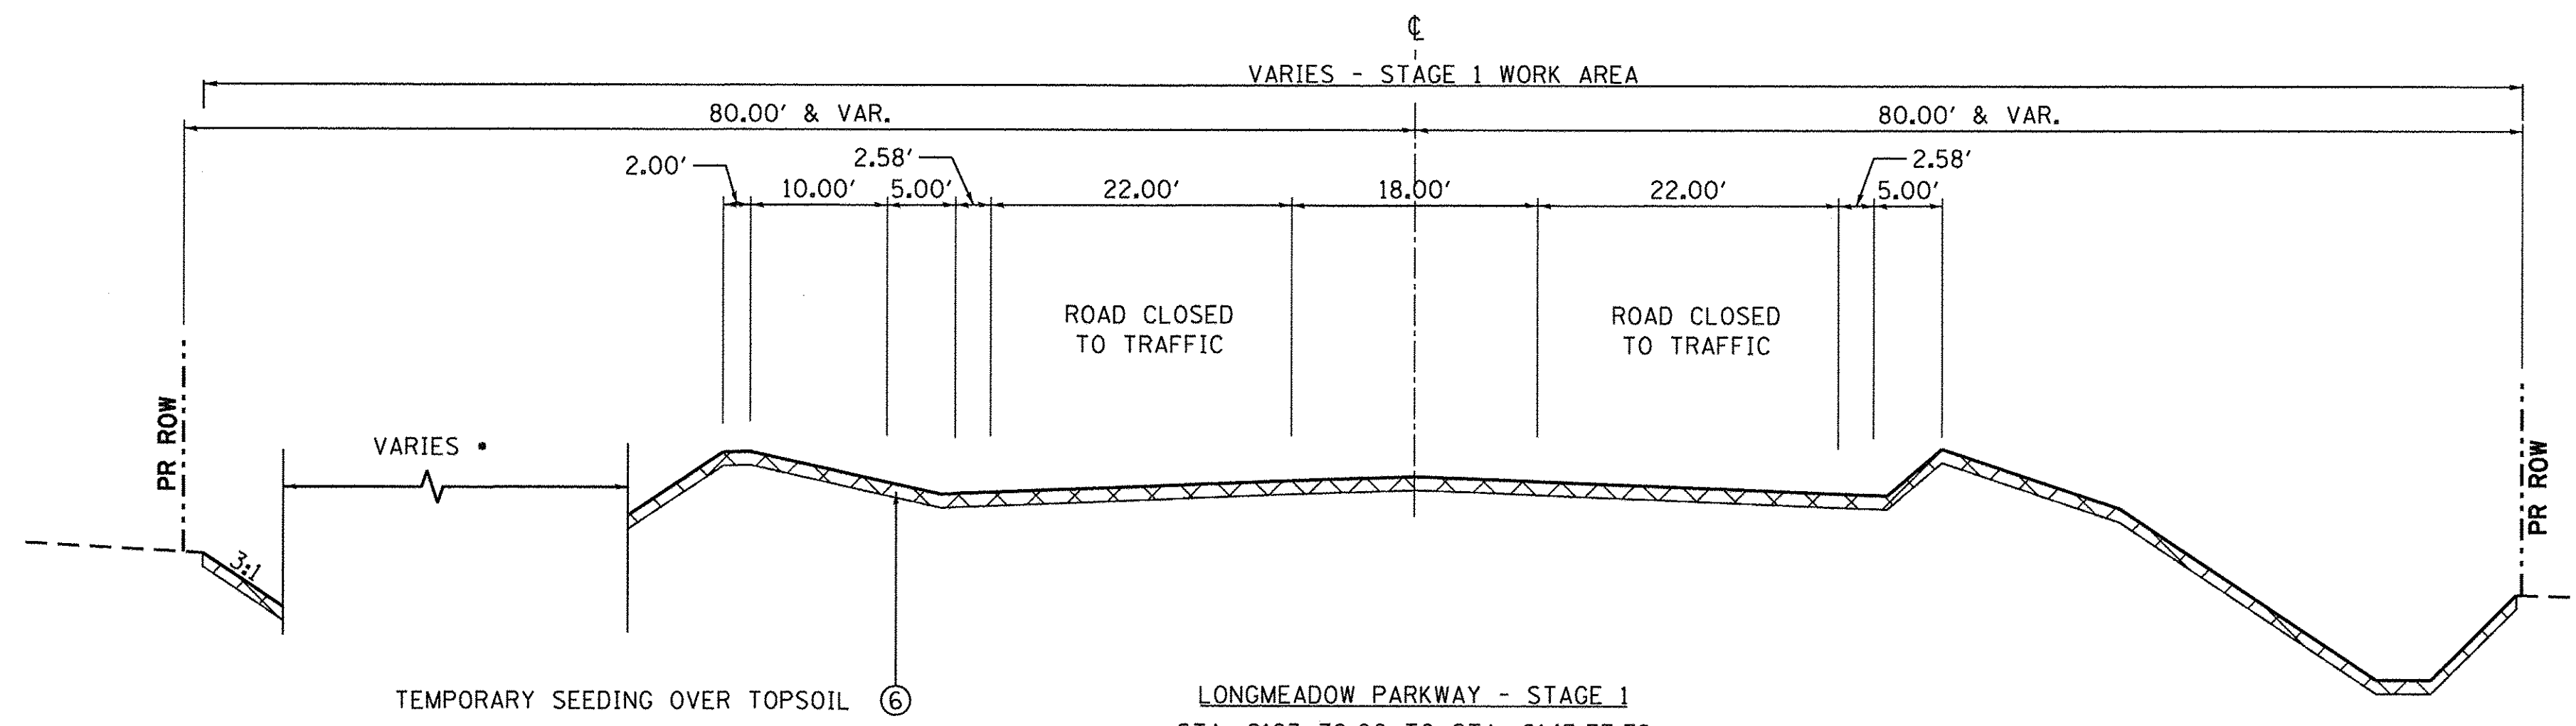 ℄
VARIES - STAGE 1 WORK AREA
80.00' & VAR.
80.00' & VAR.
2.00'
2.58'
2.58'
10.00'
5.00'
22.00'
18.00'
22.00'
5.00'
ROAD CLOSED
TO TRAFFIC
ROAD CLOSED
TO TRAFFIC
PR ROW
VARIES *
PR ROW
3:1
TEMPORARY SEEDING OVER TOPSOIL 6
LONGMEADOW PARKWAY - STAGE 1